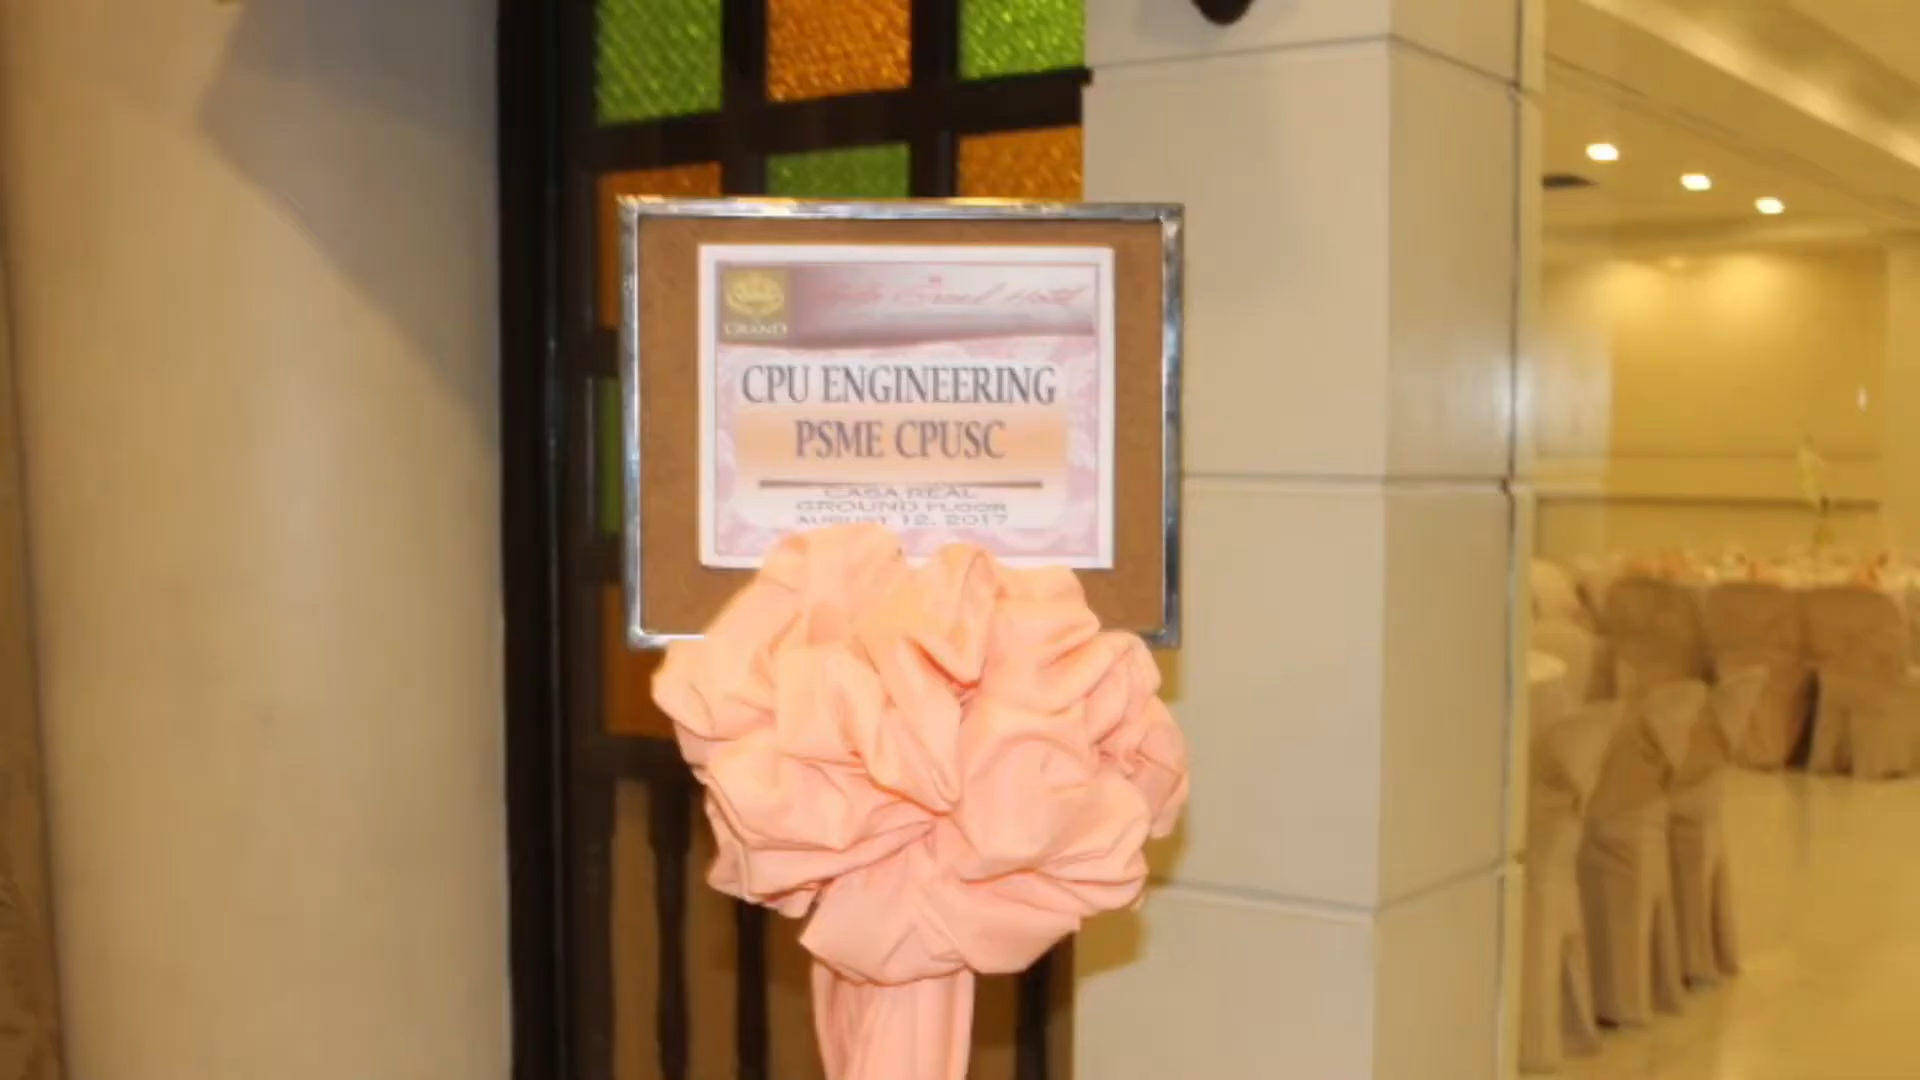 GRAND
CPU ENGINEERING
PSME CPUSC
CASA REAL
GROUND FLOOR
AUGUST 12, 2017